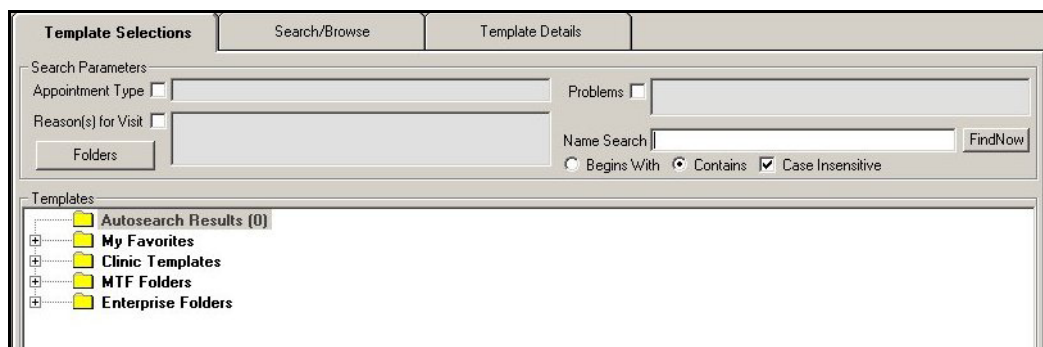 Template Selections
Search/Browse
Template Details
Search Parameters
Appointment Type
Problems
Reason(s) for Visit
Folders
Name Search
FindNow
Begins With
Contains
Case Insensitive
Templates
Autosearch Results (0)
My Favorites
Clinic Templates
MTF Folders
Enterprise Folders